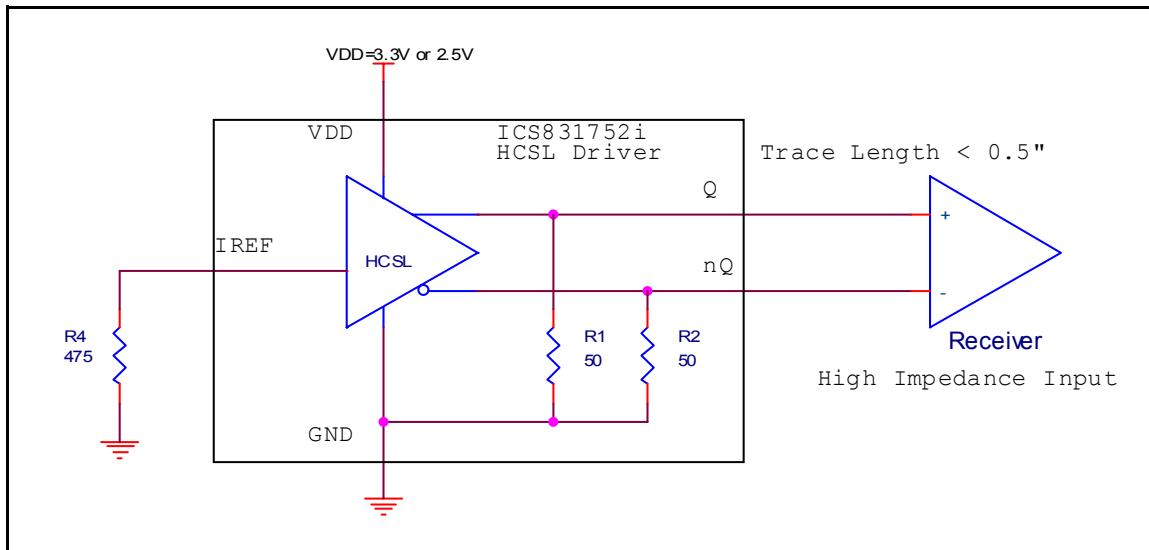 VDD=3.3V or 2.5V
VDD
ICS831752i
HCSL Driver
Trace Length < 0.5"
Q
IREF
HCSL
nQ
+
-
R4
475
R1
50
R2
50
Receiver
High Impedance Input
GND